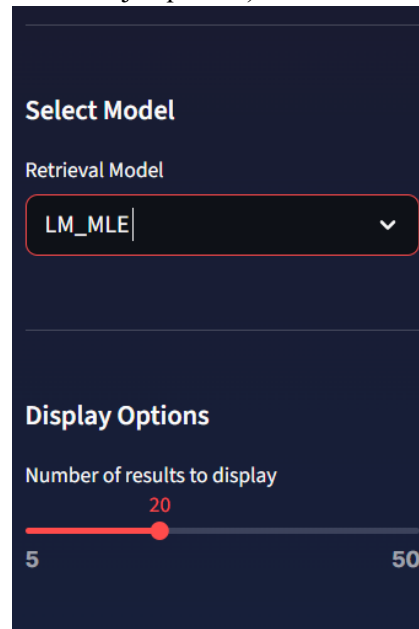 Select Model
Retrieval Model
LM_MLE
Display Options
Number of results to display
20
5 50